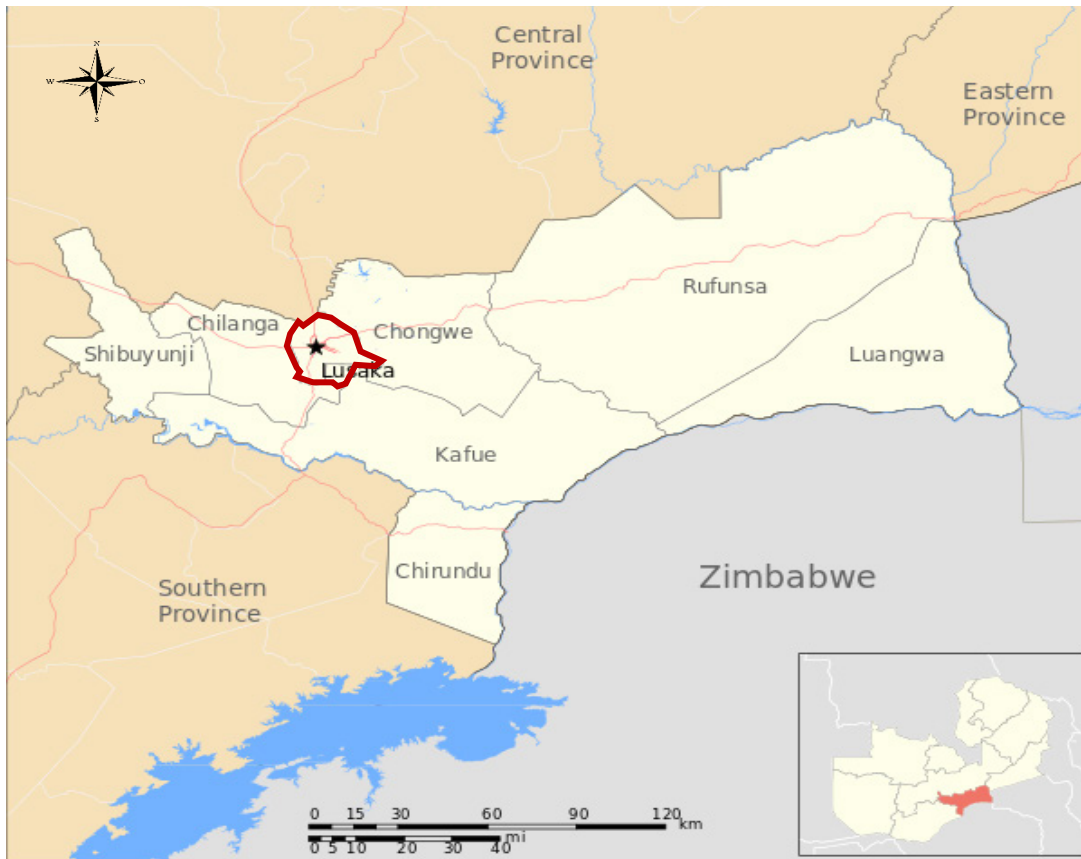 N
W
O
S
Central
Province
Eastern
Province
Rufunsa
Chilanga
Chongwe
Shibuyunji
Luangwa
Lusaka
Kafue
Chirundu
Zimbabwe
Southern
Province
0 15 30 60 90 120
km
mi
0 5 10 20 30 40